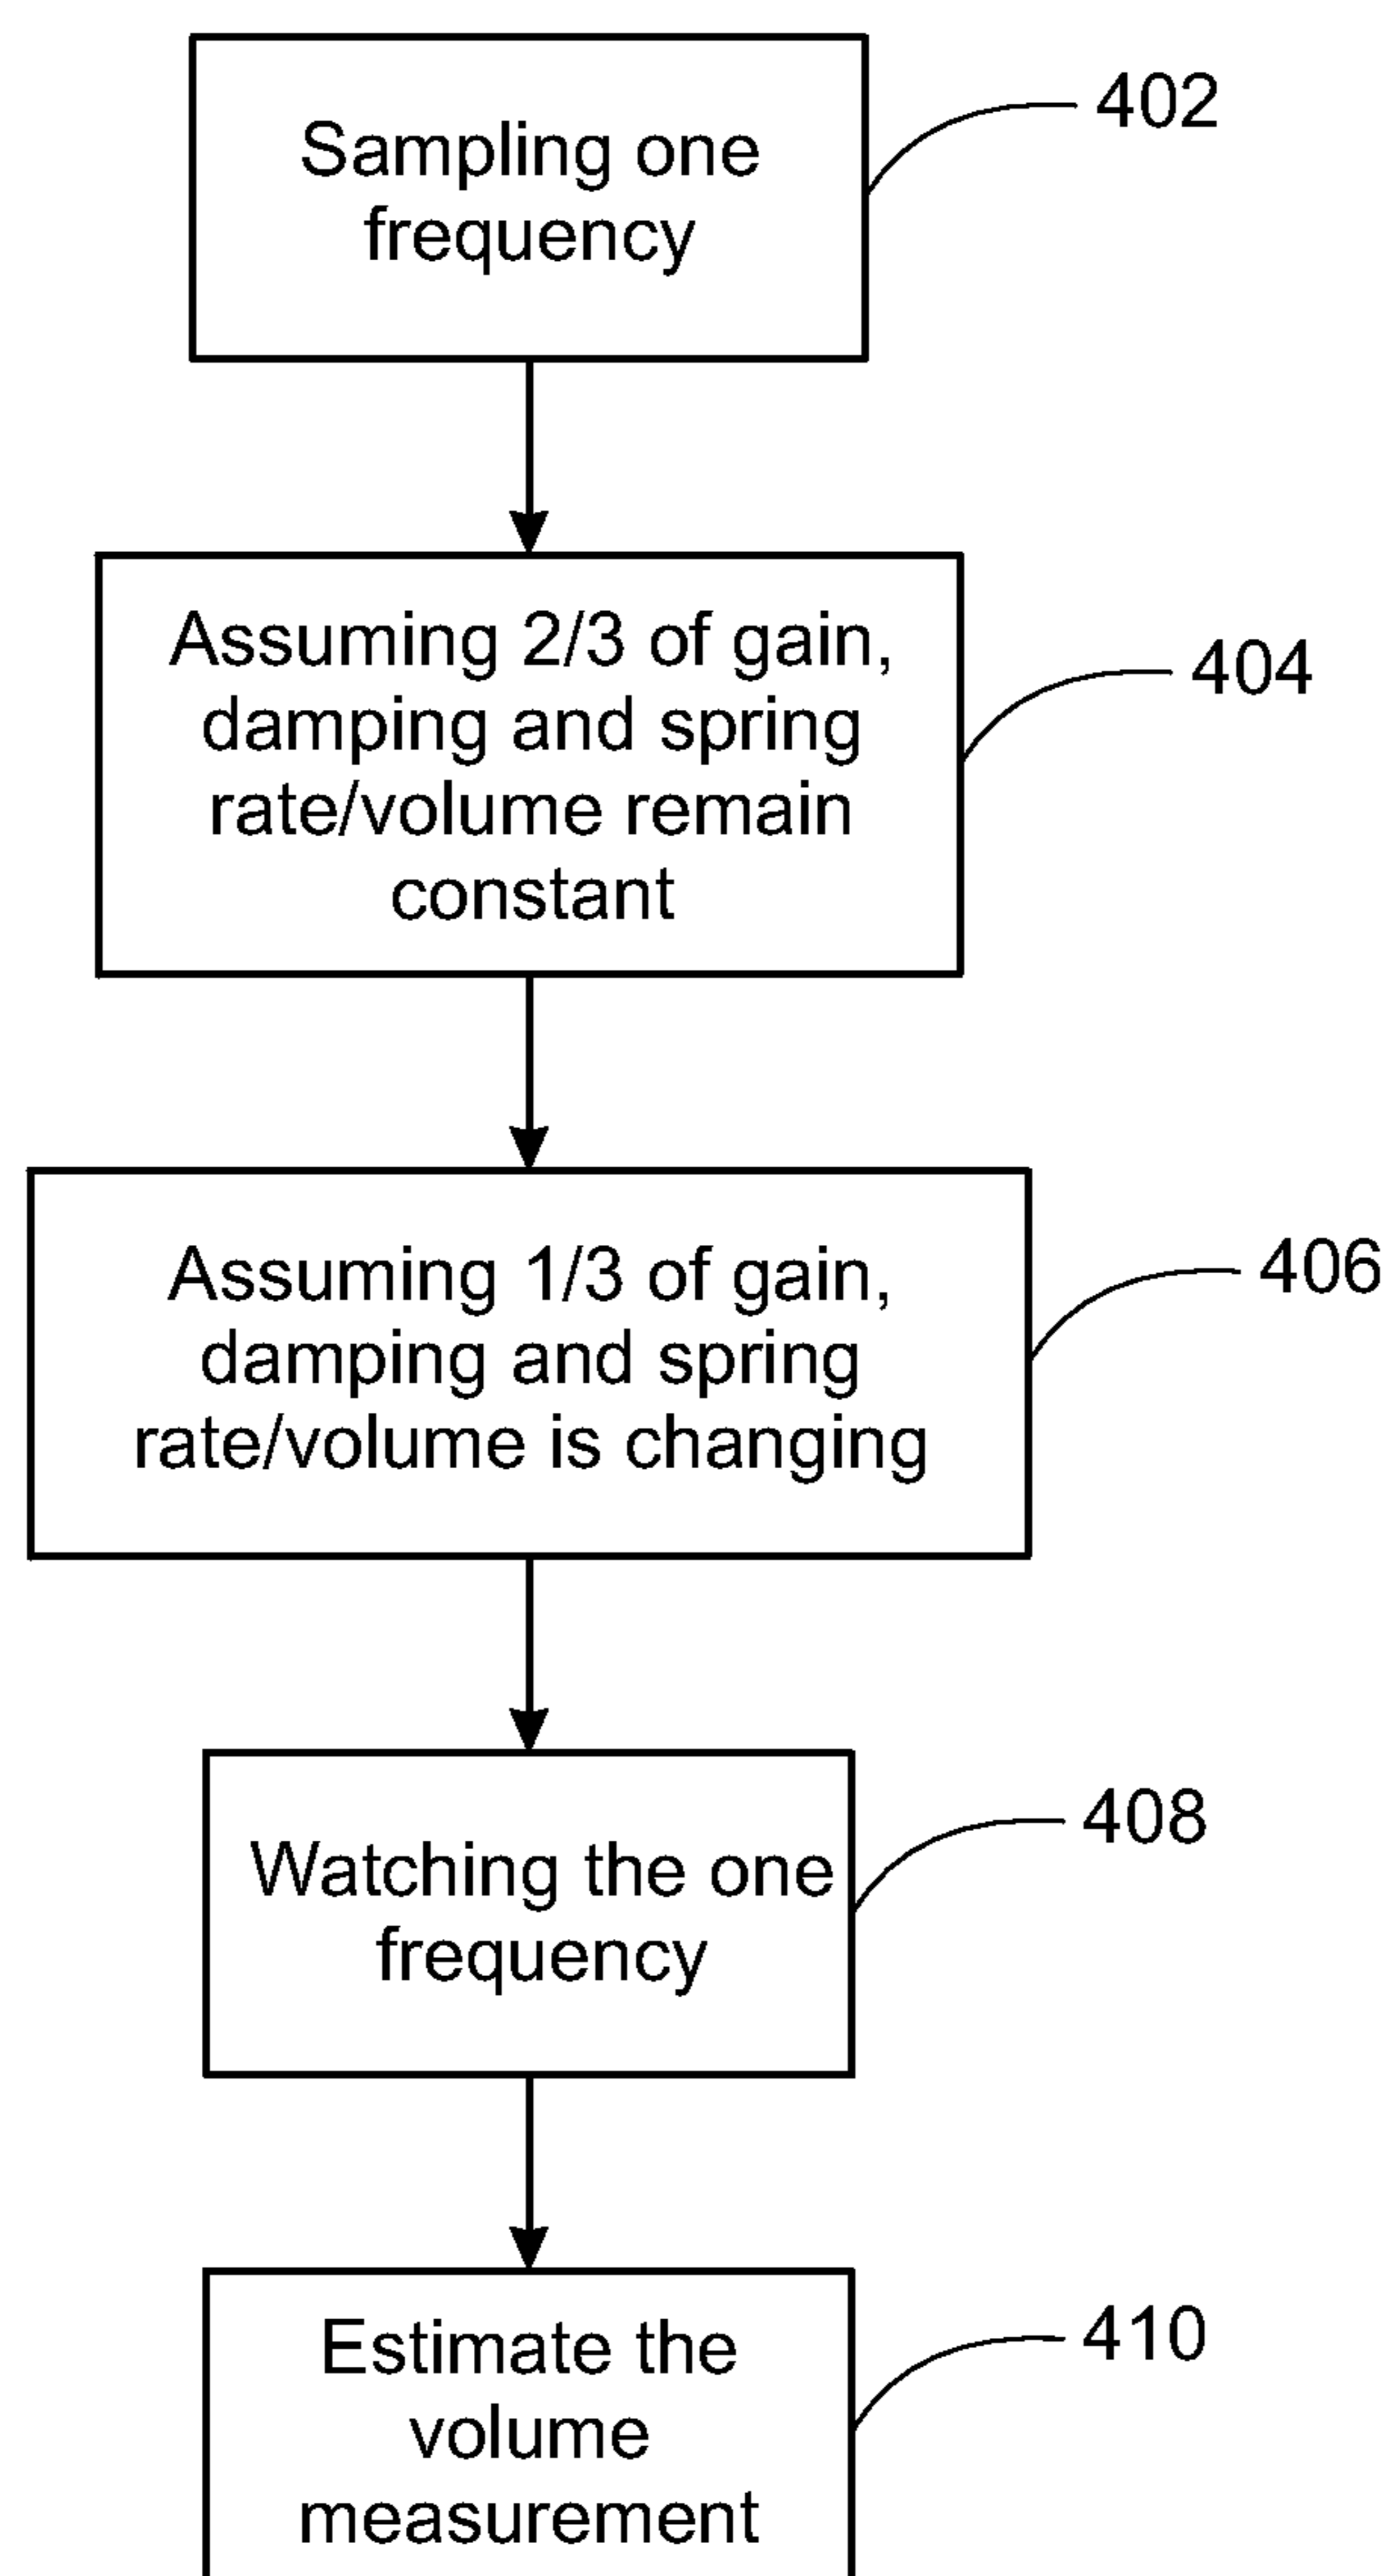 Sampling one
frequency
402
Assuming 2/3 of gain,
damping and spring
rate/volume remain
constant
404
Assuming 1/3 of gain,
damping and spring
rate/volume is changing
406
Watching the one
frequency
408
Estimate the
volume
measurement
410